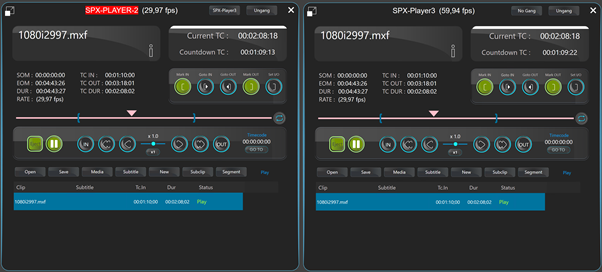 SPX-PLAYER-2 (29,97 fps) SPX-Player3 Ungang
1080i2997.mxf
Current TC : 00:02:08:18
Countdown TC : 00:01:09:13
SOM : 00:00:00:00 TC IN : 00:01:10:00
EOM : 00:04:43:26 TC OUT : 00:03:18:01
DUR : 00:04:43:27 TC DUR : 00:02:08:02
RATE : (29,97 fps)
Mark IN Goto IN Goto OUT Mark OUT Set I/O
x 1.0
Timecode
IN OUT 00:00:00:00
x1 GO TO
Open Save Media Subtitle New Subclip Segment Play
Clip Subtitle Tc.In Dur Status
1080i2997.mxf 00:01:10;00 00:02:08;02 Play
SPX-Player3 (59,94 fps) No Gang Ungang
1080i2997.mxf
Current TC : 00:02:08:18
Countdown TC : 00:01:09:22
SOM : 00:00:00:00 TC IN : 00:01:10:00
EOM : 00:04:43:26 TC OUT : 00:03:18:01
DUR : 00:04:43:27 TC DUR : 00:02:08:02
RATE : (29,97 fps)
Mark IN Goto IN Goto OUT Mark OUT Set I/O
x 1.0
Timecode
IN OUT 00:00:00:00
x1 GO TO
Open Save Media Subtitle New Subclip Segment Play
Clip Subtitle Tc.In Dur Status
1080i2997.mxf 00:01:10;00 00:02:08;02 Play